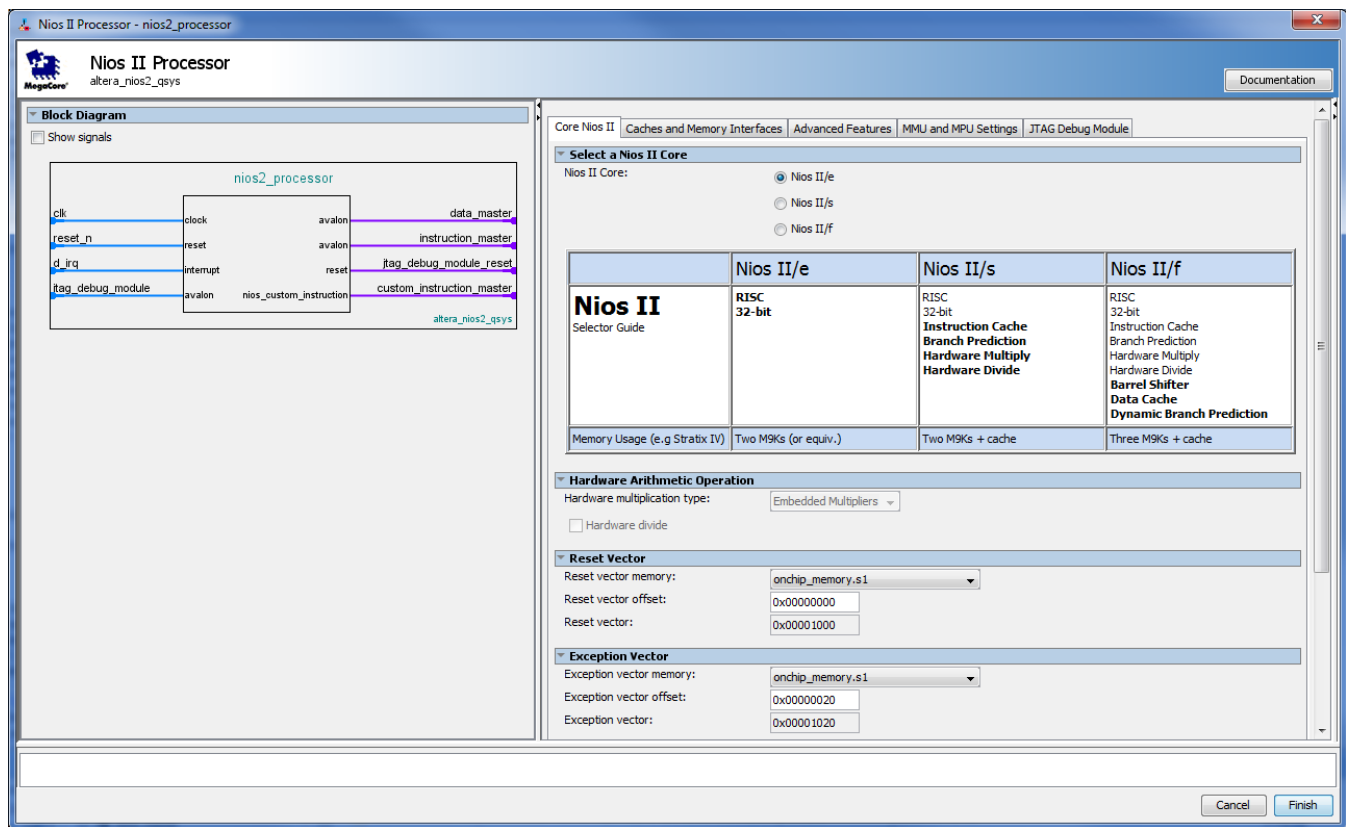 Nios II Processor - nios2_processor
Nios II Processor
altera_nios2_qsys
MegaCore®
Documentation
Block Diagram
Show signals
nios2_processor
clk
clock
avalon
data_master
reset_n
reset
avalon
instruction_master
d_irq
interrupt
reset
jtag_debug_module_reset
jtag_debug_module
avalon
nios_custom_instruction
custom_instruction_master
altera_nios2_qsys
Core Nios II
Caches and Memory Interfaces
Advanced Features
MMU and MPU Settings
JTAG Debug Module
Select a Nios II Core
Nios II Core:
Nios II/e
Nios II/s
Nios II/f
Nios II/e
Nios II/s
Nios II/f
Nios II
Selector Guide
RISC
32-bit
RISC
32-bit
Instruction Cache
Branch Prediction
Hardware Multiply
Hardware Divide
RISC
32-bit
Instruction Cache
Branch Prediction
Hardware Multiply
Hardware Divide
Barrel Shifter
Data Cache
Dynamic Branch Prediction
Memory Usage (e.g Stratix IV)
Two M9Ks (or equiv.)
Two M9Ks + cache
Three M9Ks + cache
Hardware Arithmetic Operation
Hardware multiplication type:
Embedded Multipliers
Hardware divide
Reset Vector
Reset vector memory:
onchip_memory.s1
Reset vector offset:
0x00000000
Reset vector:
0x00001000
Exception Vector
Exception vector memory:
onchip_memory.s1
Exception vector offset:
0x00000020
Exception vector:
0x00001020
Cancel
Finish